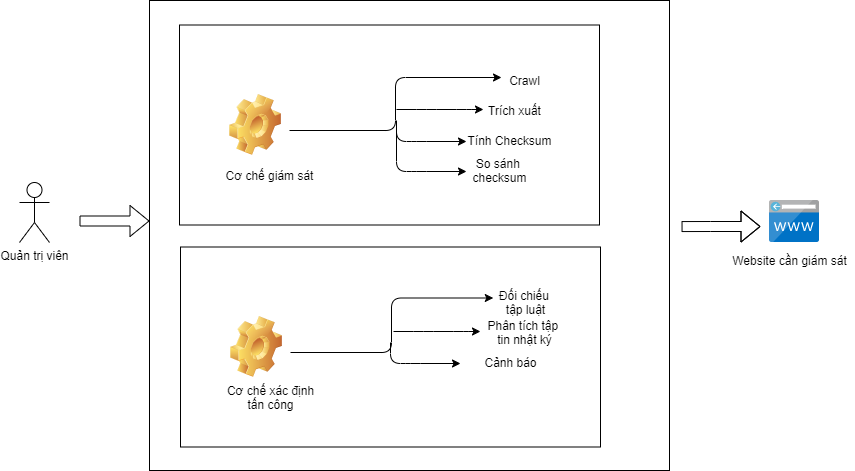 Crawl
Trích xuất
Tính Checksum
So sánh
checksum
Cơ chế giám sát
Quản trị viên
WWW
Website cần giám sát
Đối chiếu
tập luật
Phân tích tập
tin nhật ký
Cảnh báo
Cơ chế xác định
tấn công